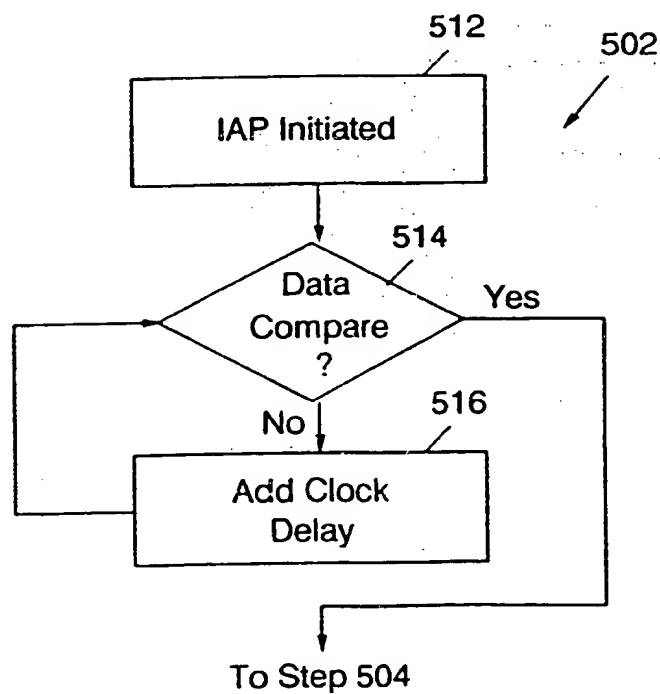 512
502
IAP Initiated
514
Data
Compare
?
Yes
No
516
Add Clock
Delay
To Step 504